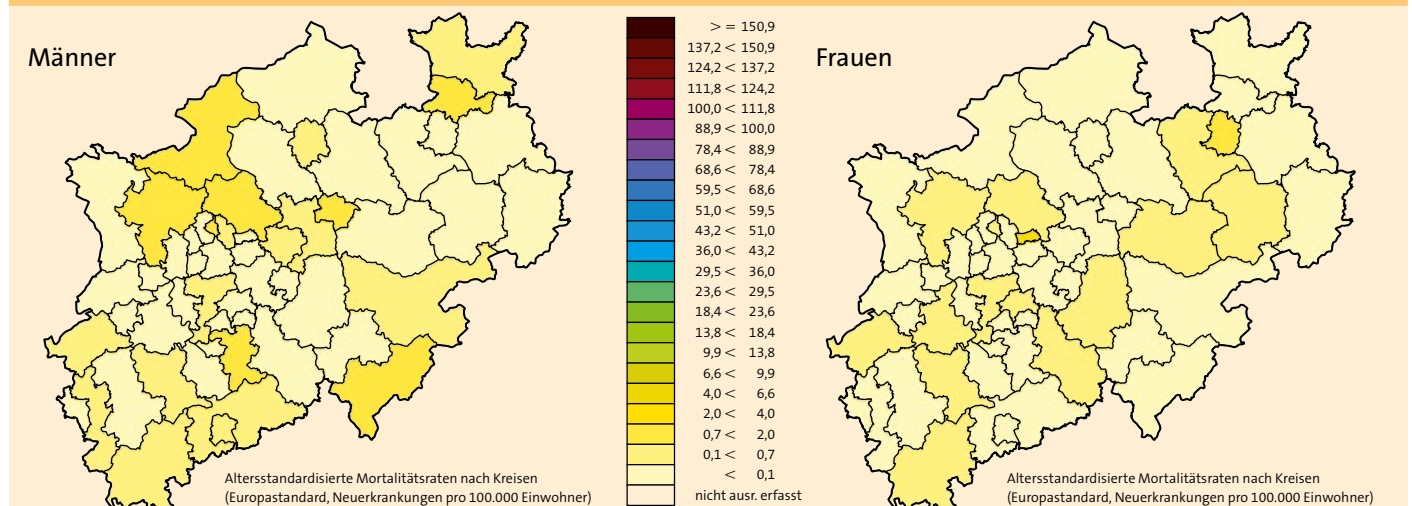 Männer
> = 150,9
137,2 < 150,9
124,2 < 137,2
111,8 < 124,2
100,0 < 111,8
88,9 < 100,0
78,4 < 88,9
68,6 < 78,4
59,5 < 68,6
51,0 < 59,5
43,2 < 51,0
36,0 < 43,2
29,5 < 36,0
23,6 < 29,5
18,4 < 23,6
13,8 < 18,4
9,9 < 13,8
6,6 < 9,9
4,0 < 6,6
2,0 < 4,0
0,7 < 2,0
0,1 < 0,7
< 0,1
nicht ausr. erfasst
Altersstandardisierte Mortalitätsraten nach Kreisen
(Europastandard, Neuerkrankungen pro 100.000 Einwohner)
Frauen
Altersstandardisierte Mortalitätsraten nach Kreisen
(Europastandard, Neuerkrankungen pro 100.000 Einwohner)